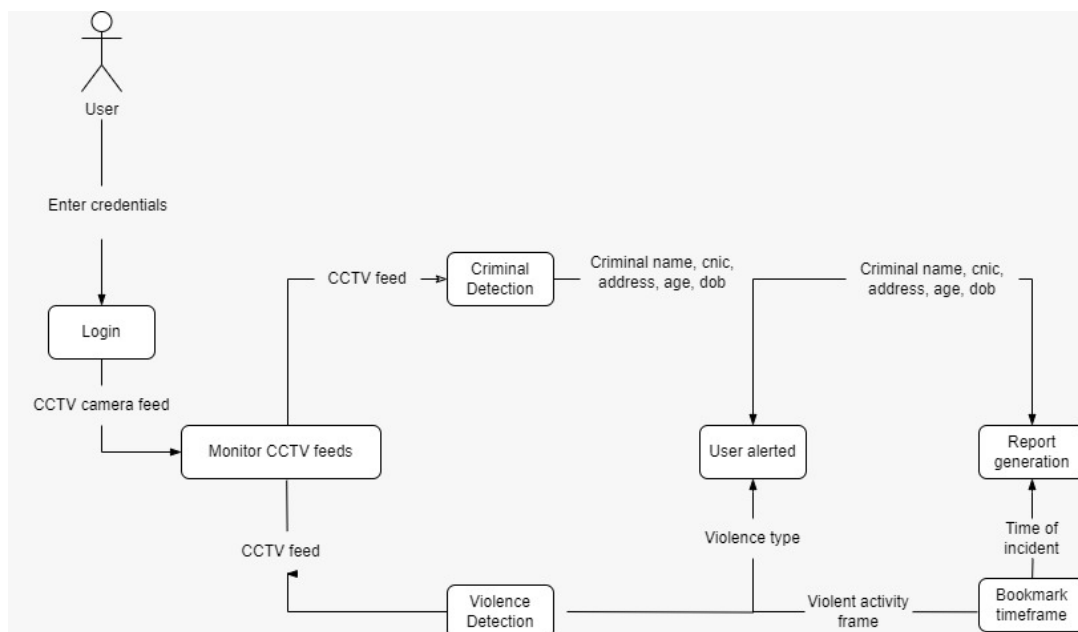 User
Enter credentials
CCTV feed
Criminal
Detection
Criminal name, cnic,
address, age, dob
Criminal name, cnic,
address, age, dob
Login
CCTV camera feed
Monitor CCTV feeds
User alerted
Report
generation
CCTV feed
Violence type
Time of
incident
Violence
Detection
Violent activity
frame
Bookmark
timeframe